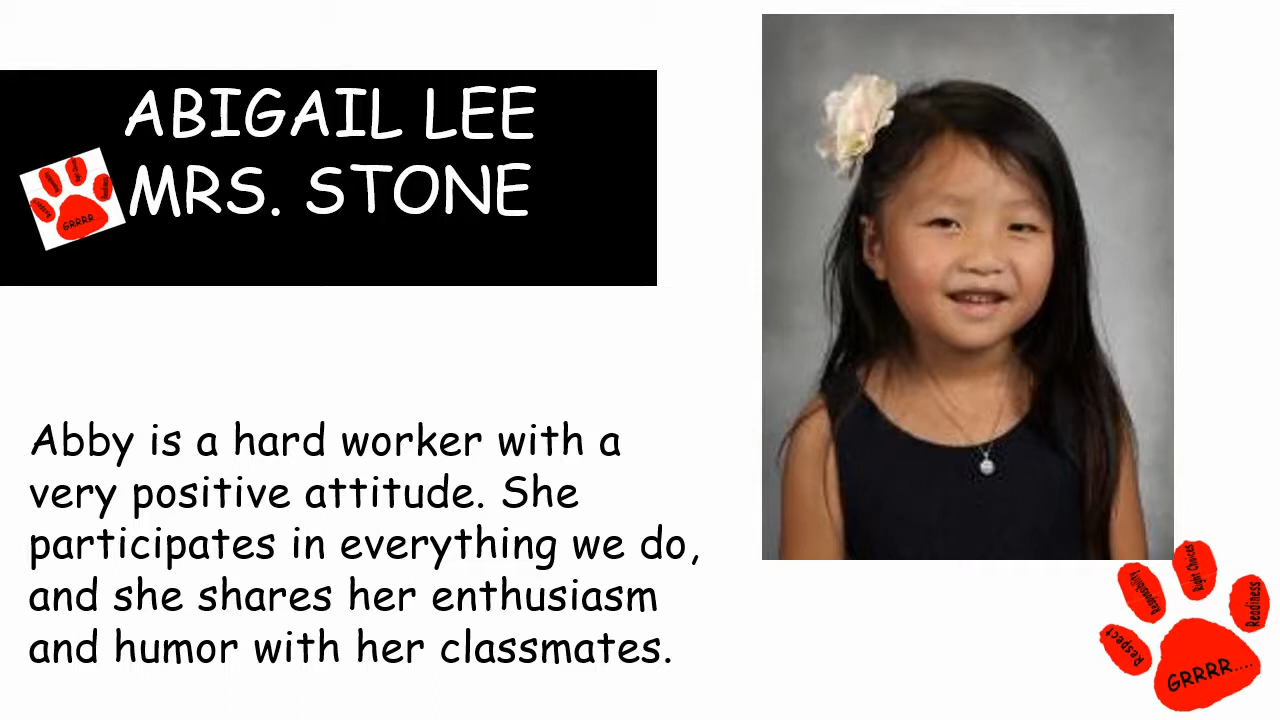 ABIGAIL LEE
MRS. STONE
GRRRR
Abby is a hard worker with a
very positive attitude. She
participates in everything we do,
and she shares her enthusiasm
and humor with her classmates.
Respect
Responsibility
Right Choices
Readiness
GRRRR....